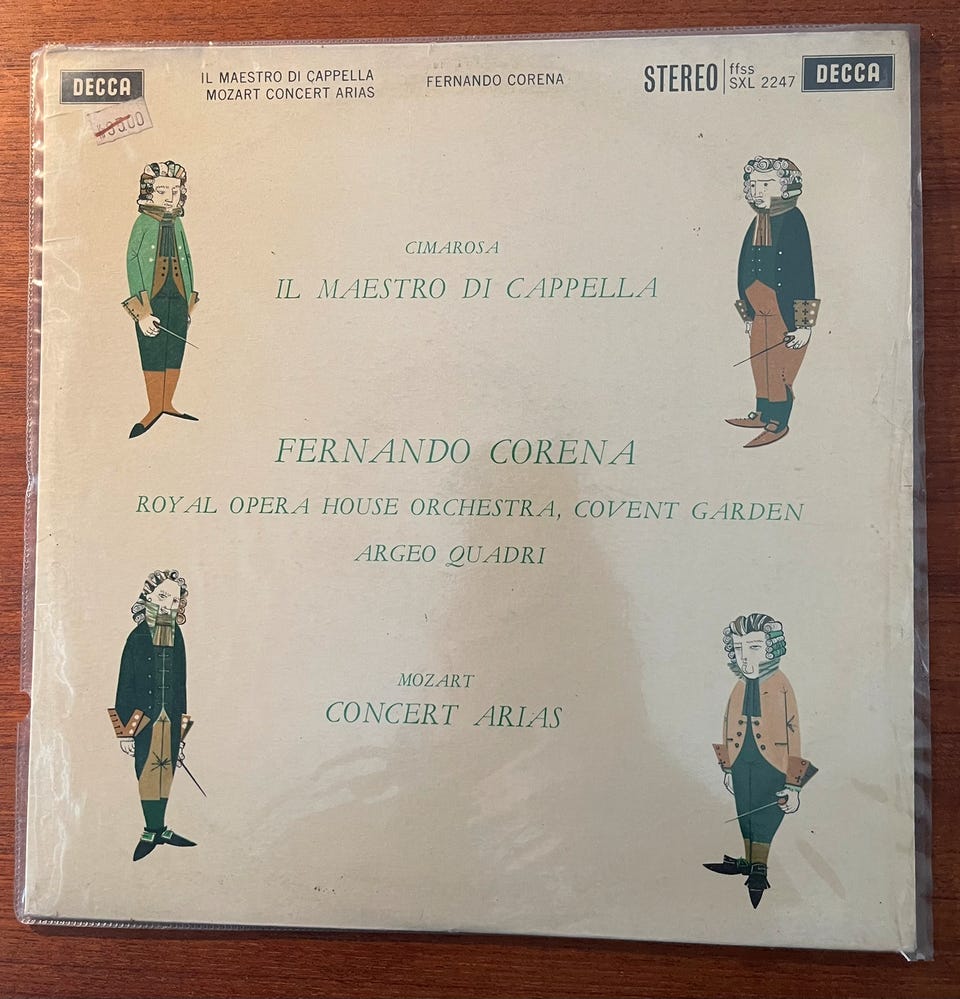 DECCA
IL MAESTRO DI CAPPELLA
MOZART CONCERT ARIAS
FERNANDO CORENA
STEREO
ffss
SXL 2247
DECCA
CIMAROSA
IL MAESTRO DI CAPPELLA
FERNANDO CORENA
ROYAL OPERA HOUSE ORCHESTRA, COVENT GARDEN
ARGEO QUADRI
MOZART
CONCERT ARIAS